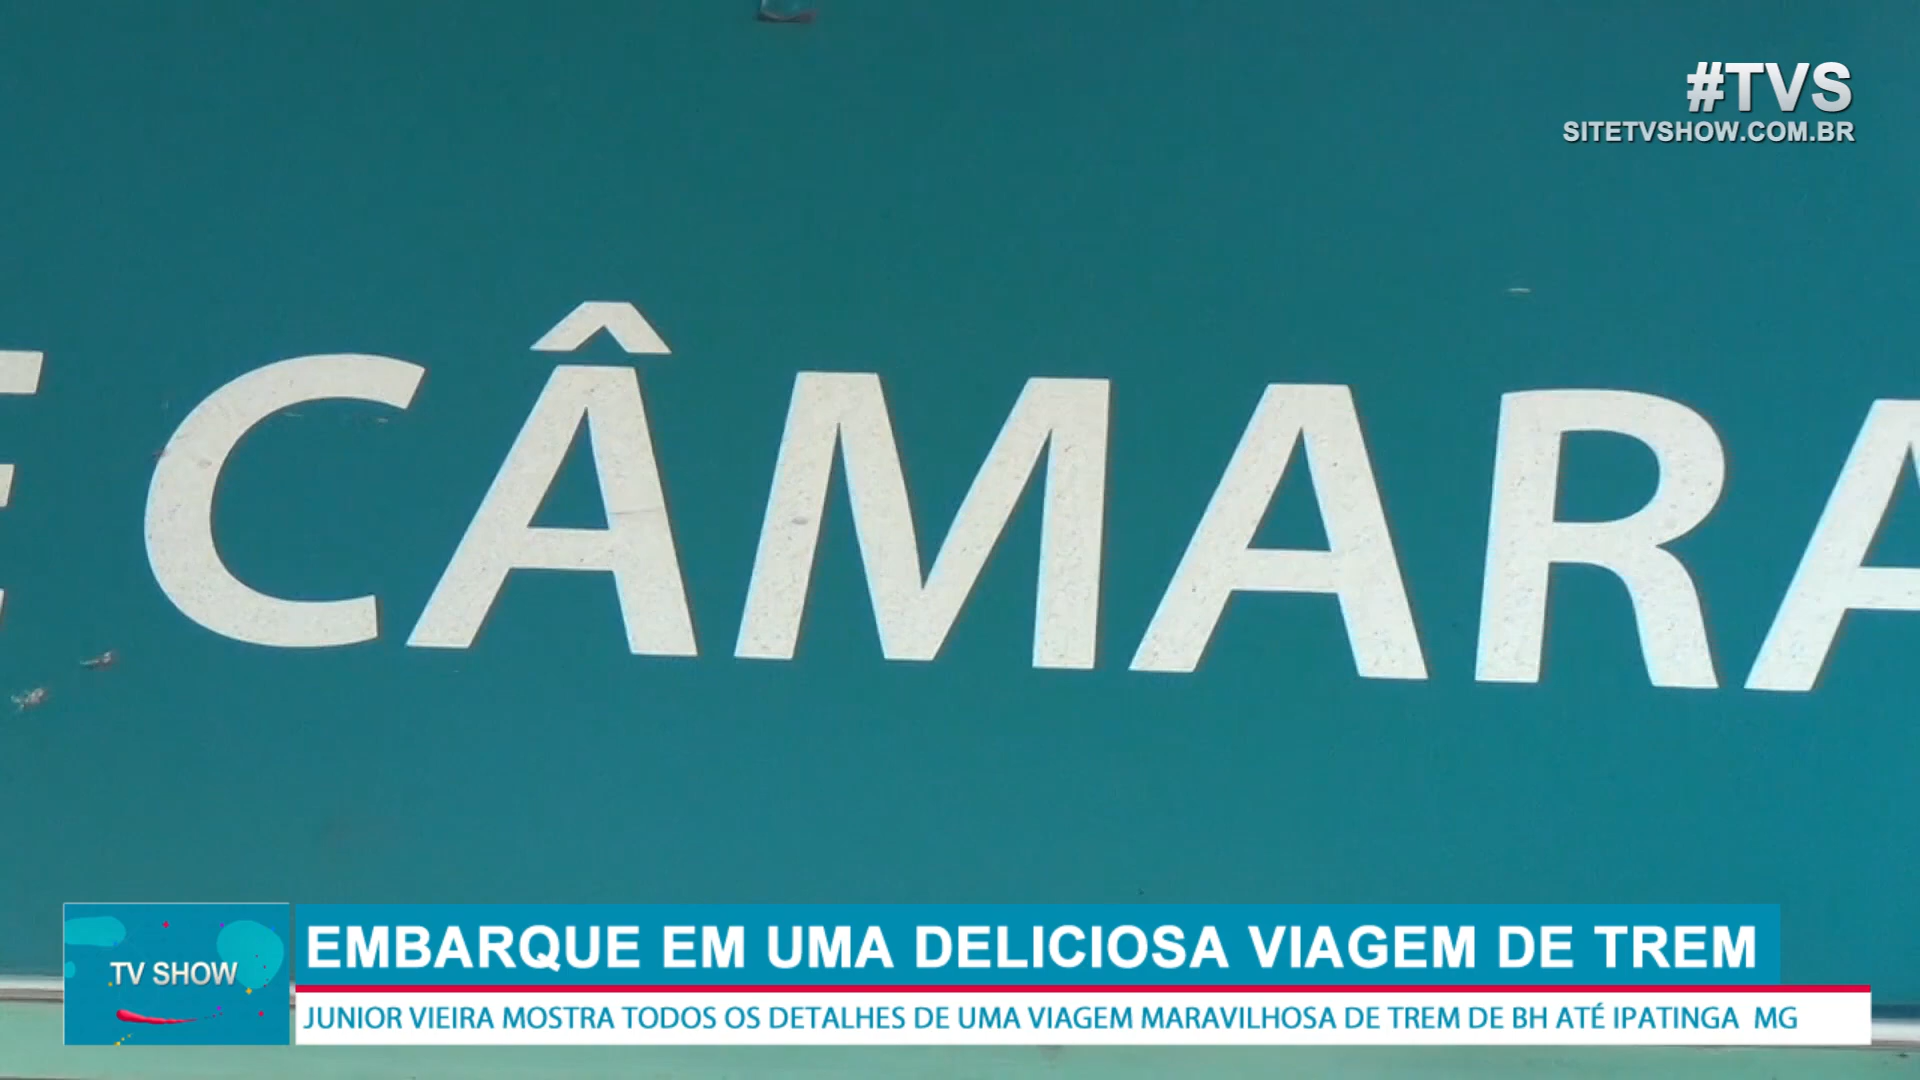 #TVS
SITETVSHOW.COM.BR
E CÂMARA
TV SHOW
EMBARQUE EM UMA DELICIOSA VIAGEM DE TREM
JUNIOR VIEIRA MOSTRA TODOS OS DETALHES DE UMA VIAGEM MARAVILHOSA DE TREM DE BH ATÉ IPATINGA MG